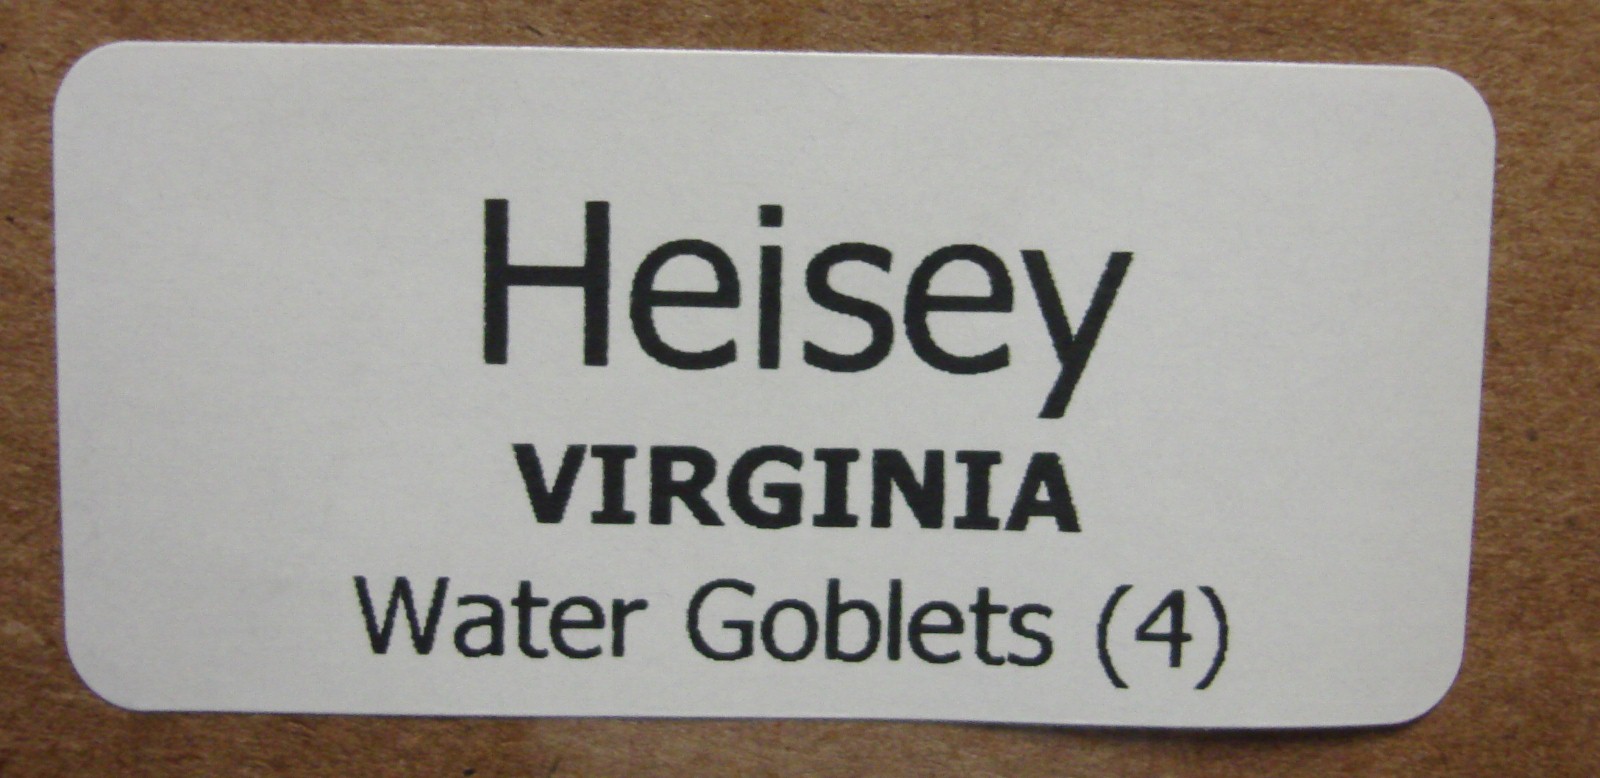 Heisey
VIRGINIA
Water Goblets (4)